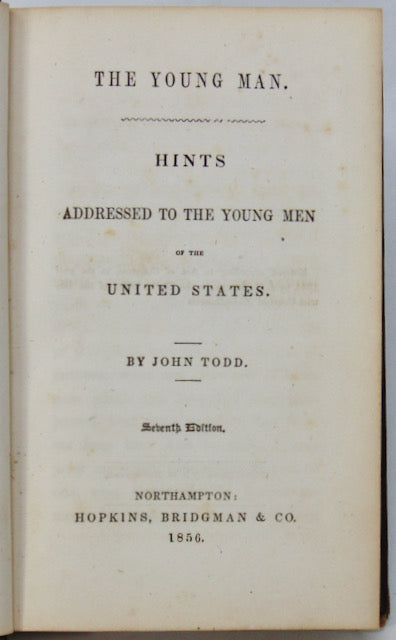 THE YOUNG MAN.
HINTS
ADDRESSED TO THE YOUNG MEN
OF THE
UNITED STATES.
BY JOHN TODD.
Seventh Edition.
NORTHAMPTON:
HOPKINS, BRIDGMAN & CO.
1856.